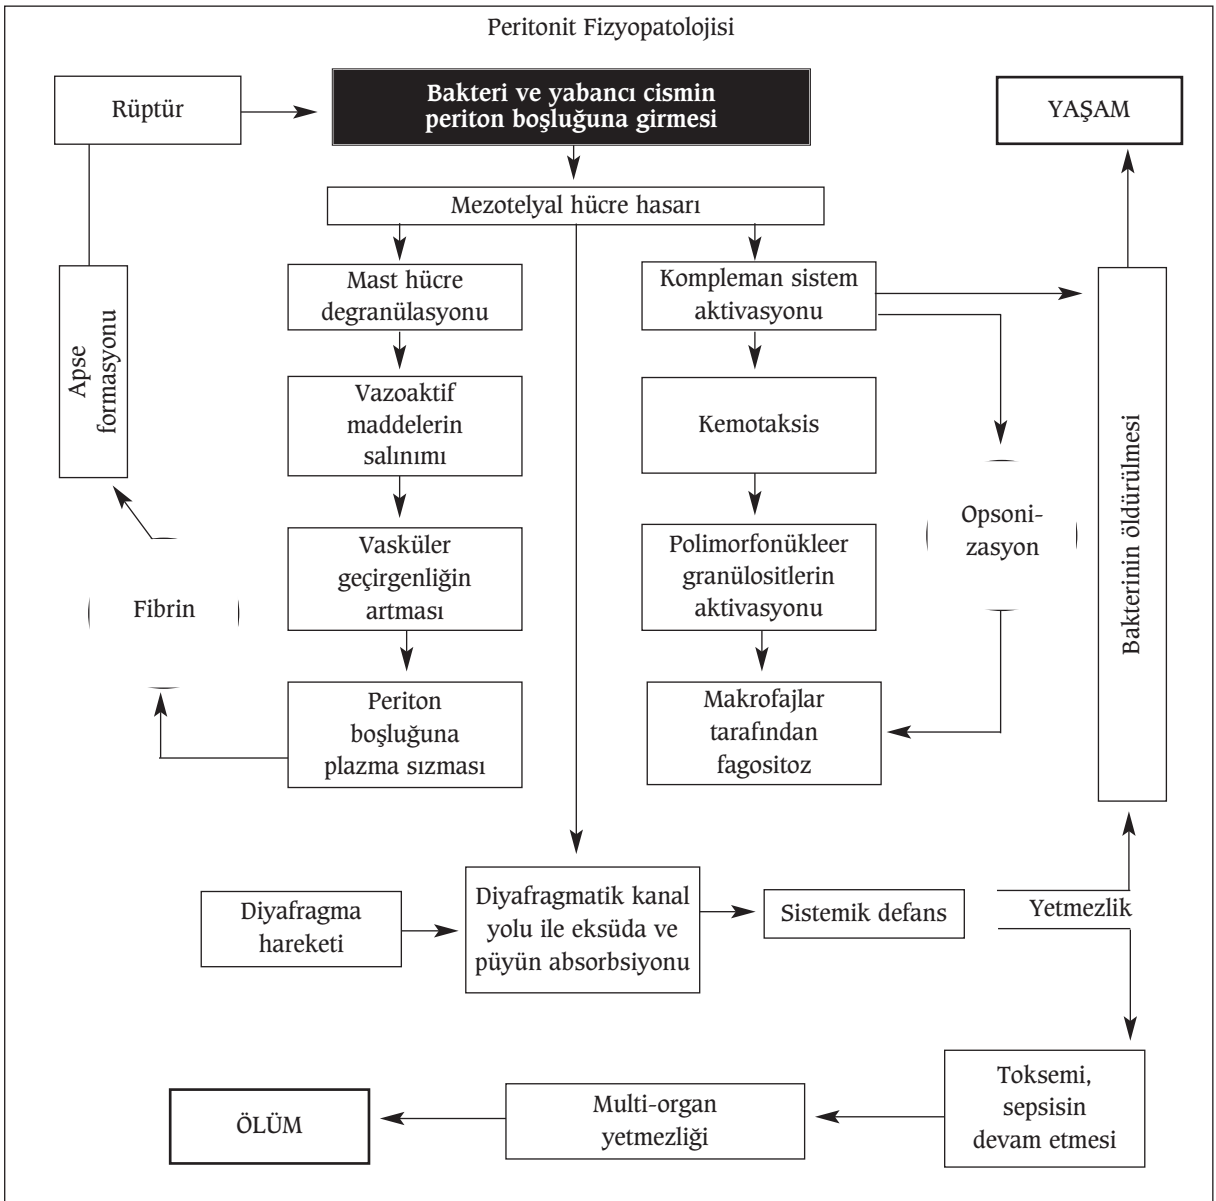 Peritonit Fizyopatolojisi
Rüptür
Bakteri ve yabancı cismin
periton boşluğuna girmesi
YAŞAM
Mezotelyal hücre hasarı
Mast hücre
degranülasyonu
Kompleman sistem
aktivasyonu
Apse
formasyonu
Vazoaktif
maddelerin
salınımı
Kemotaksis
Bakterinin öldürülmesi
Vasküler
geçirgenliğin
artması
Polimorfonükleer
granülositlerin
aktivasyonu
Opsoni-
zasyon
Fibrin
Periton
boşluğuna
plazma sızması
Makrofajlar
tarafından
fagositoz
Diyafragma
hareketi
Diyafragmatik kanal
yolu ile eksüda ve
püyün absorbsiyonu
Sistemik defans
Yetmezlik
Toksemi,
sepsisin
devam etmesi
Multi-organ
yetmezliği
ÖLÜM